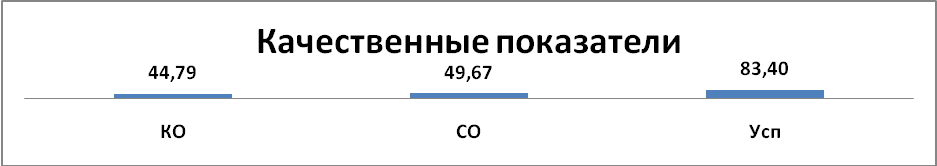 Качественные показатели
44,79 49,67 83,40
КО СО Усп